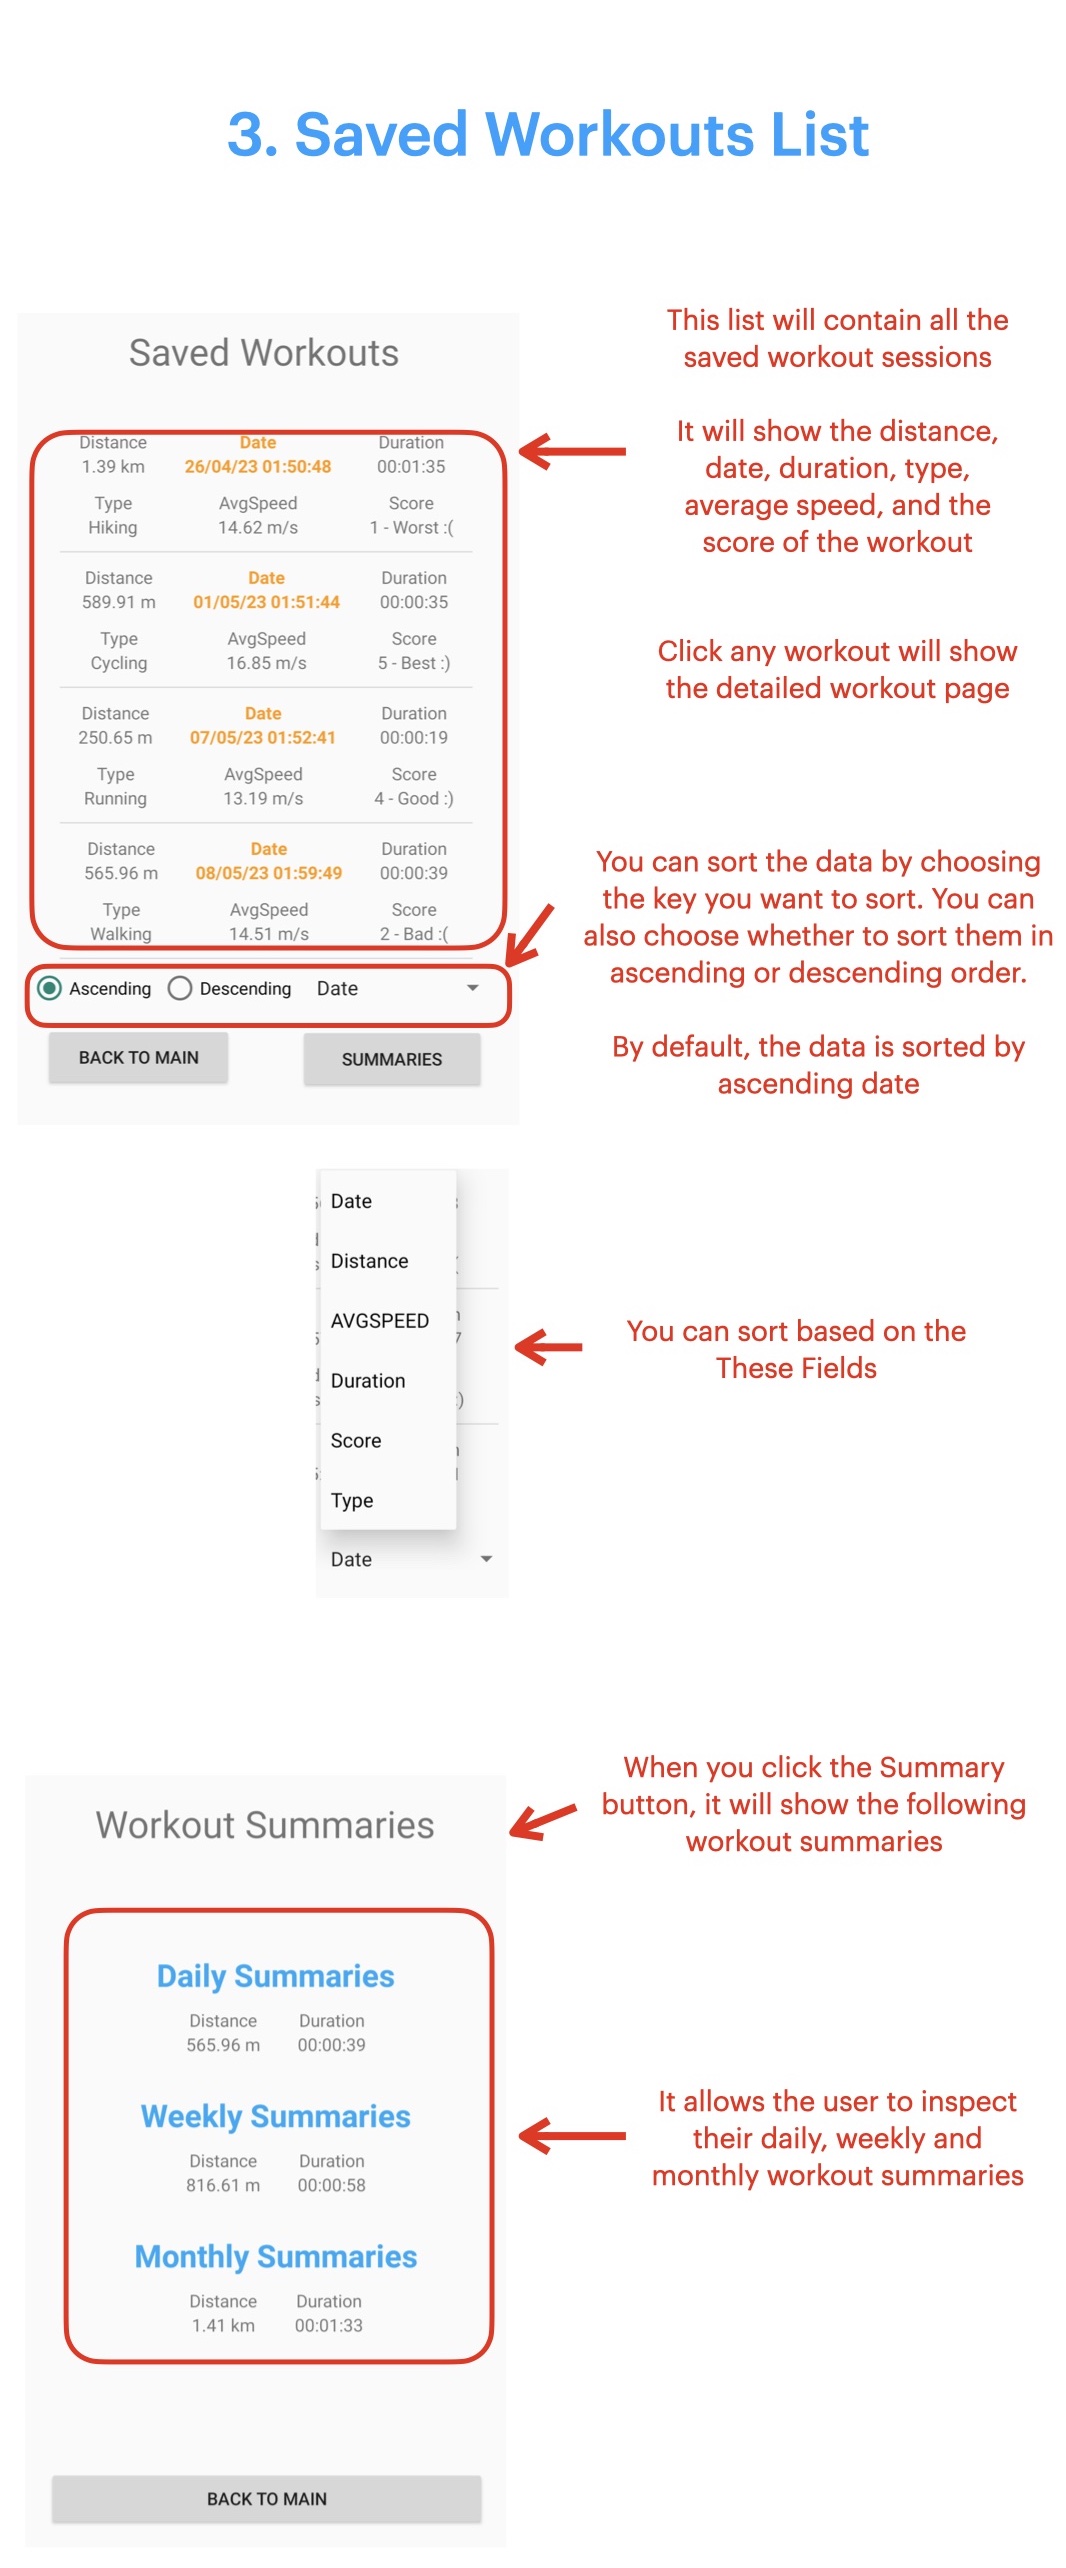 3. Saved Workouts List
Saved Workouts
This list will contain all the
saved workout sessions
It will show the distance,
date, duration, type,
average speed, and the
score of the workout
Click any workout will show
the detailed workout page
Distance Date Duration
1.39 km 26/04/23 01:50:48 00:01:35
Type AvgSpeed Score
Hiking 14.62 m/s 1 - Worst :(
Distance Date Duration
589.91 m 01/05/23 01:51:44 00:00:35
Type AvgSpeed Score
Cycling 16.85 m/s 5 - Best :)
Distance Date Duration
250.65 m 07/05/23 01:52:41 00:00:19
Type AvgSpeed Score
Running 13.19 m/s 4 - Good :)
Distance Date Duration
565.96 m 08/05/23 01:59:49 00:00:39
Type AvgSpeed Score
Walking 14.51 m/s 2 - Bad :(
You can sort the data by choosing
the key you want to sort. You can
also choose whether to sort them in
ascending or descending order.
By default, the data is sorted by
ascending date
Ascending Descending Date
BACK TO MAIN SUMMARIES
Date
Distance
AVGSPEED
Duration
Score
Type
Date
You can sort based on the
These Fields
When you click the Summary
button, it will show the following
workout summaries
Workout Summaries
Daily Summaries
Distance Duration
565.96 m 00:00:39
Weekly Summaries
Distance Duration
816.61 m 00:00:58
Monthly Summaries
Distance Duration
1.41 km 00:01:33
It allows the user to inspect
their daily, weekly and
monthly workout summaries
BACK TO MAIN